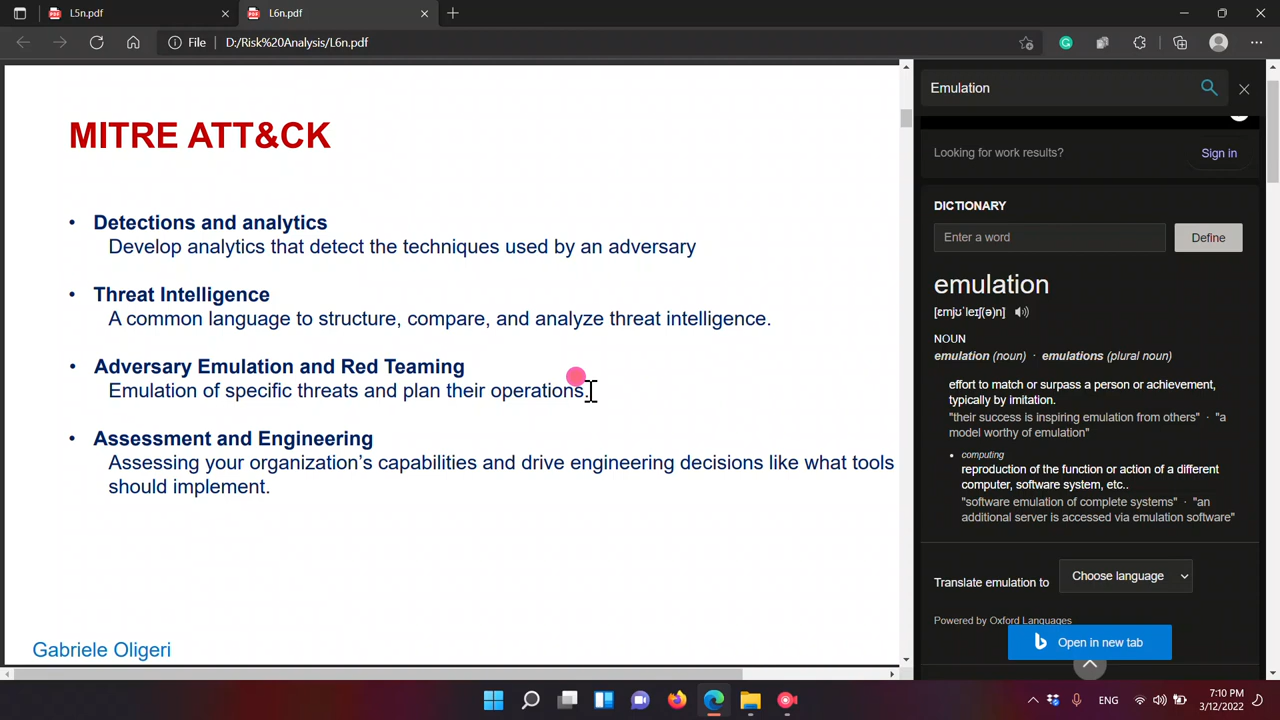 L5n.pdf
L6n.pdf
File
D:/Risk%20Analysis/L6n.pdf
MITRE ATT&CK
• Detections and analytics
Develop analytics that detect the techniques used by an adversary
• Threat Intelligence
A common language to structure, compare, and analyze threat intelligence.
• Adversary Emulation and Red Teaming
Emulation of specific threats and plan their operations.
• Assessment and Engineering
Assessing your organization's capabilities and drive engineering decisions like what tools
should implement.
Gabriele Oligeri
Emulation
Looking for work results?
Sign in
DICTIONARY
Enter a word
Define
emulation
[ɛmjʊˈleɪʃ(ə)n]
NOUN
emulation (noun) · emulations (plural noun)
effort to match or surpass a person or achievement,
typically by imitation.
"their success is inspiring emulation from others" · "a
model worthy of emulation"
• computing
reproduction of the function or action of a different
computer, software system, etc..
"software emulation of complete systems" · "an
additional server is accessed via emulation software"
Translate emulation to
Choose language
Powered by Oxford Languages
Open in new tab
ENG
7:10 PM
3/12/2022